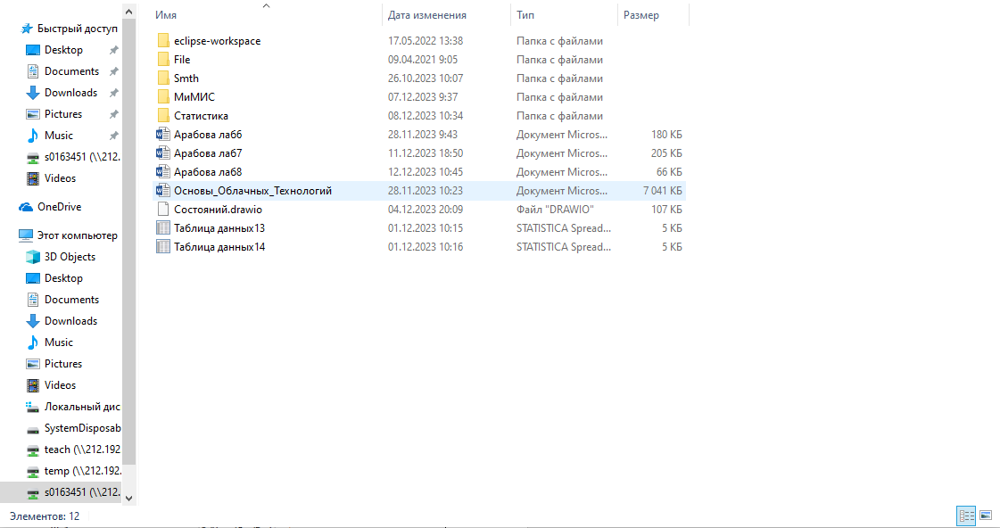 Имя Дата изменения Тип Размер
Быстрый доступ
Desktop
Documents
Downloads
Pictures
Music
s0163451 (\\212.
Videos
OneDrive
Этот компьютер
3D Objects
Desktop
Documents
Downloads
Music
Pictures
Videos
Локальный дис
SystemDisposab
teach (\\212.192
temp (\\212.192.
s0163451 (\\212.
eclipse-workspace 17.05.2022 13:38 Папка с файлами
File 09.04.2021 9:05 Папка с файлами
Smth 26.10.2023 10:07 Папка с файлами
МиМИС 07.12.2023 9:37 Папка с файлами
Статистика 08.12.2023 10:34 Папка с файлами
Арабова лаб6 28.11.2023 9:43 Документ Micros... 180 КБ
Арабова лаб7 11.12.2023 18:50 Документ Micros... 205 КБ
Арабова лаб8 12.12.2023 10:45 Документ Micros... 66 КБ
Основы_Облачных_Технологий 28.11.2023 10:23 Документ Micros... 7 041 КБ
Состояний.drawio 04.12.2023 20:09 Файл "DRAWIO" 107 КБ
Таблица данных13 01.12.2023 10:15 STATISTICA Spread... 5 КБ
Таблица данных14 01.12.2023 10:16 STATISTICA Spread... 5 КБ
Элементов: 12